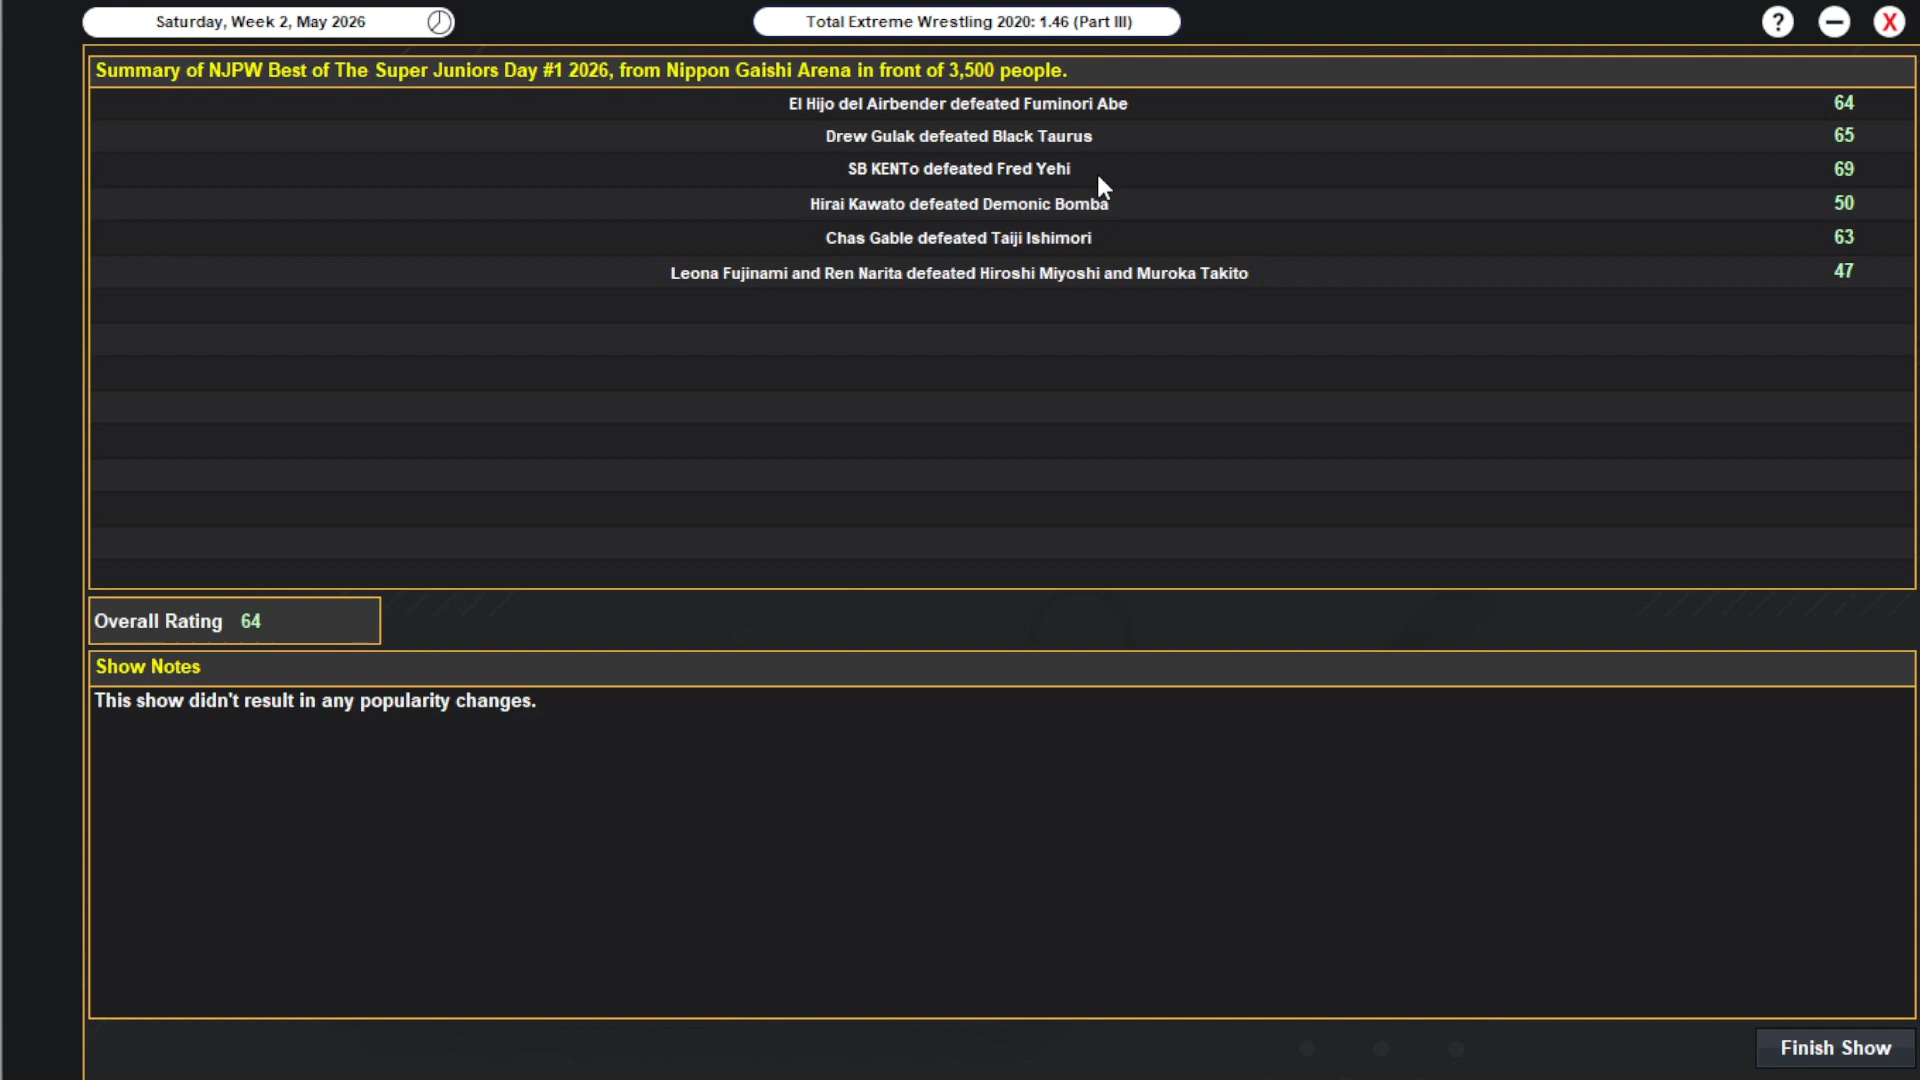 Saturday, Week 2, May 2026
Total Extreme Wrestling 2020: 1.46 (Part III)
?
X
Summary of NJPW Best of The Super Juniors Day #1 2026, from Nippon Gaishi Arena in front of 3,500 people.
El Hijo del Airbender defeated Fuminori Abe 64
Drew Gulak defeated Black Taurus 65
SB KENTo defeated Fred Yehi 69
Hirai Kawato defeated Demonic Bomba 50
Chas Gable defeated Taiji Ishimori 63
Leona Fujinami and Ren Narita defeated Hiroshi Miyoshi and Muroka Takito 47
Overall Rating 64
Show Notes
This show didn't result in any popularity changes.
Finish Show